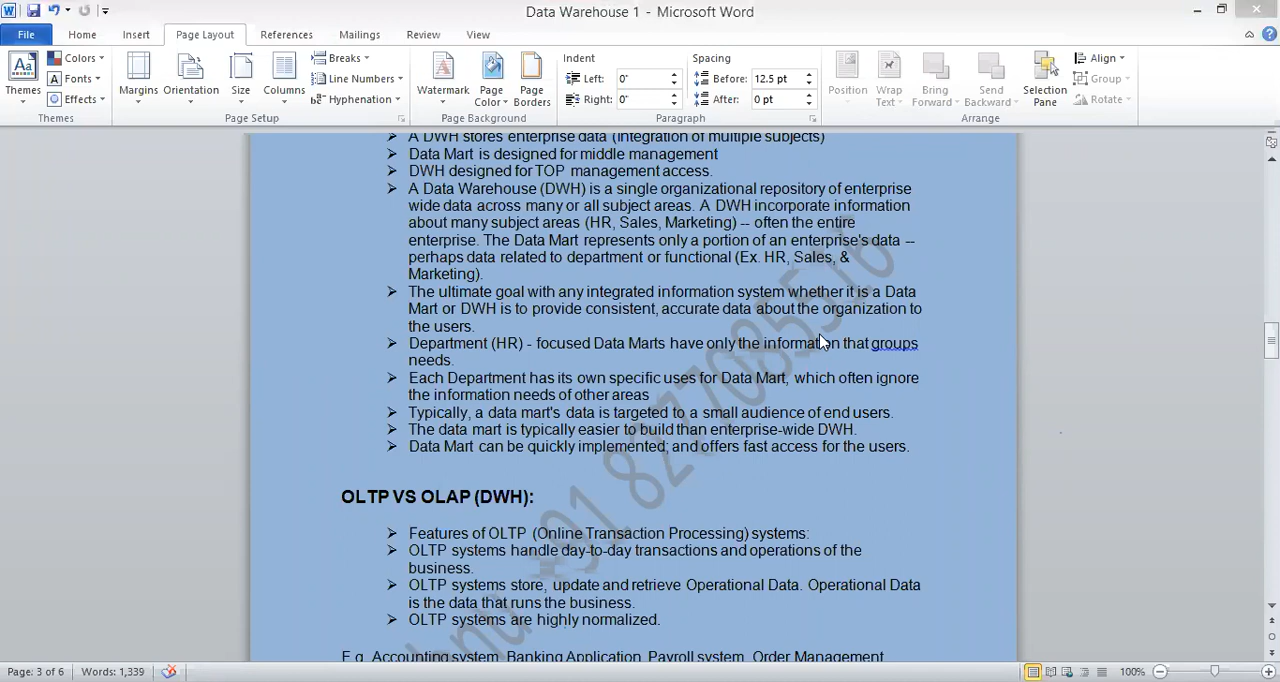 Data Warehouse 1 - Microsoft Word
File Home Insert Page Layout References Mailings Review View
Themes
Colors
Fonts
Effects
Themes
Margins
Orientation
Size
Columns
Breaks
Line Numbers
Hyphenation
Page Setup
Watermark
Page Color
Page Borders
Page Background
Indent
Left: 0"
Right: 0"
Spacing
Before: 12.5 pt
After: 0 pt
Paragraph
Position
Wrap Text
Bring Forward
Send Backward
Selection Pane
Align
Group
Rotate
Arrange
A DWH stores enterprise data (integration of multiple subjects)
Data Mart is designed for middle management
DWH designed for TOP management access.
A Data Warehouse (DWH) is a single organizational repository of enterprise
wide data across many or all subject areas. A DWH incorporate information
about many subject areas (HR, Sales, Marketing) -- often the entire
enterprise. The Data Mart represents only a portion of an enterprise's data --
perhaps data related to department or functional (Ex. HR, Sales, &
Marketing).
The ultimate goal with any integrated information system whether it is a Data
Mart or DWH is to provide consistent, accurate data about the organization to
the users.
Department (HR) - focused Data Marts have only the information that groups
needs.
Each Department has its own specific uses for Data Mart, which often ignore
the information needs of other areas
Typically, a data mart's data is targeted to a small audience of end users.
The data mart is typically easier to build than enterprise-wide DWH.
Data Mart can be quickly implemented; and offers fast access for the users.
OLTP VS OLAP (DWH):
Features of OLTP (Online Transaction Processing) systems:
OLTP systems handle day-to-day transactions and operations of the
business.
OLTP systems store, update and retrieve Operational Data. Operational Data
is the data that runs the business.
OLTP systems are highly normalized.
E.g. Accounting system, Banking Application, Payroll system, Order Management
Page: 3 of 6 Words: 1,339 100%